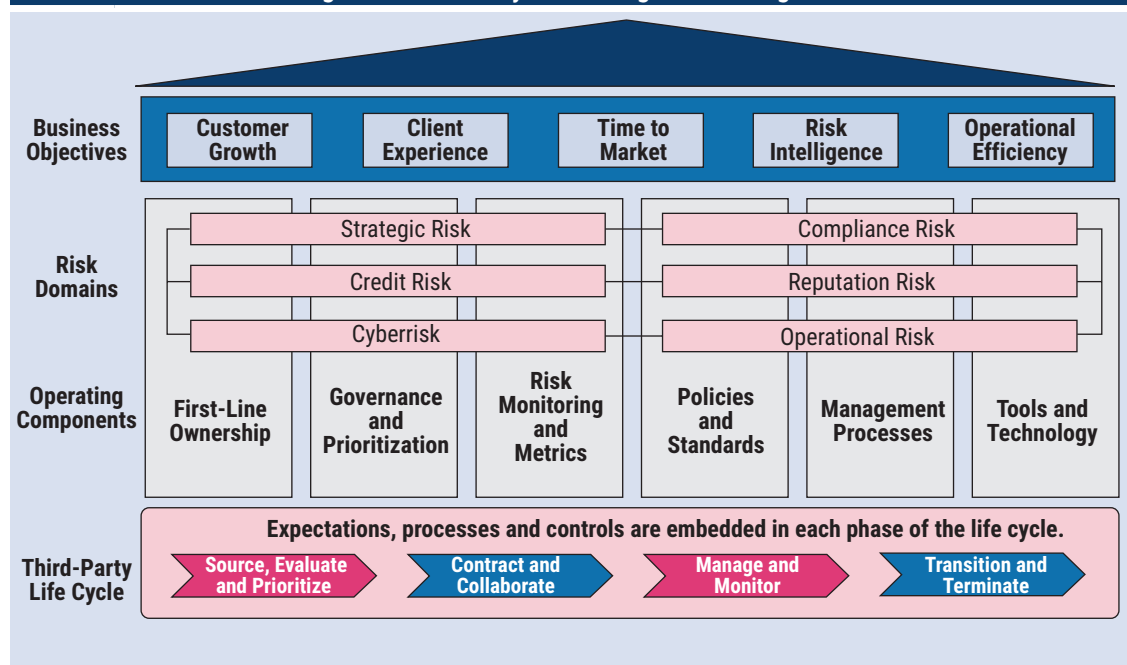 Business
Objectives
Customer
Growth
Client
Experience
Time to
Market
Risk
Intelligence
Operational
Efficiency
Risk
Domains
Strategic Risk
Compliance Risk
Credit Risk
Reputation Risk
Cyberrisk
Operational Risk
Operating
Components
First-Line
Ownership
Governance
and
Prioritization
Risk
Monitoring
and
Metrics
Policies
and
Standards
Management
Processes
Tools and
Technology
Third-Party
Life Cycle
Expectations, processes and controls are embedded in each phase of the life cycle.
Source, Evaluate
and Prioritize
Contract and
Collaborate
Manage and
Monitor
Transition and
Terminate